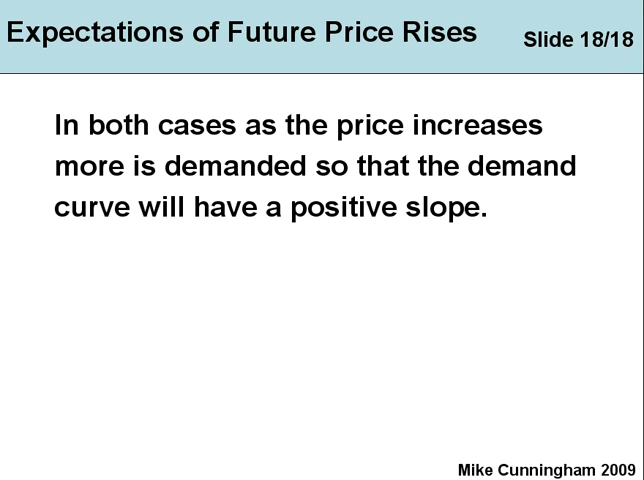 Expectations of Future Price Rises
Slide 18/18
In both cases as the price increases
more is demanded so that the demand
curve will have a positive slope.
Mike Cunningham 2009